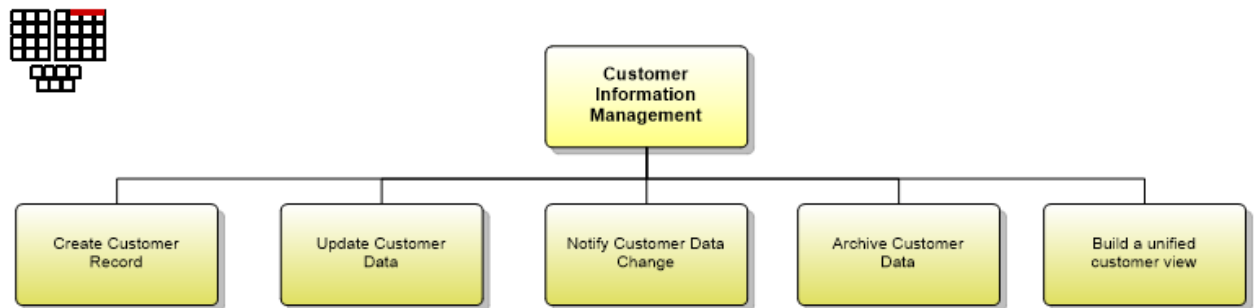 Customer
Information
Management
Create Customer
Record
Update Customer
Data
Notify Customer Data
Change
Archive Customer
Data
Build a unified
customer view